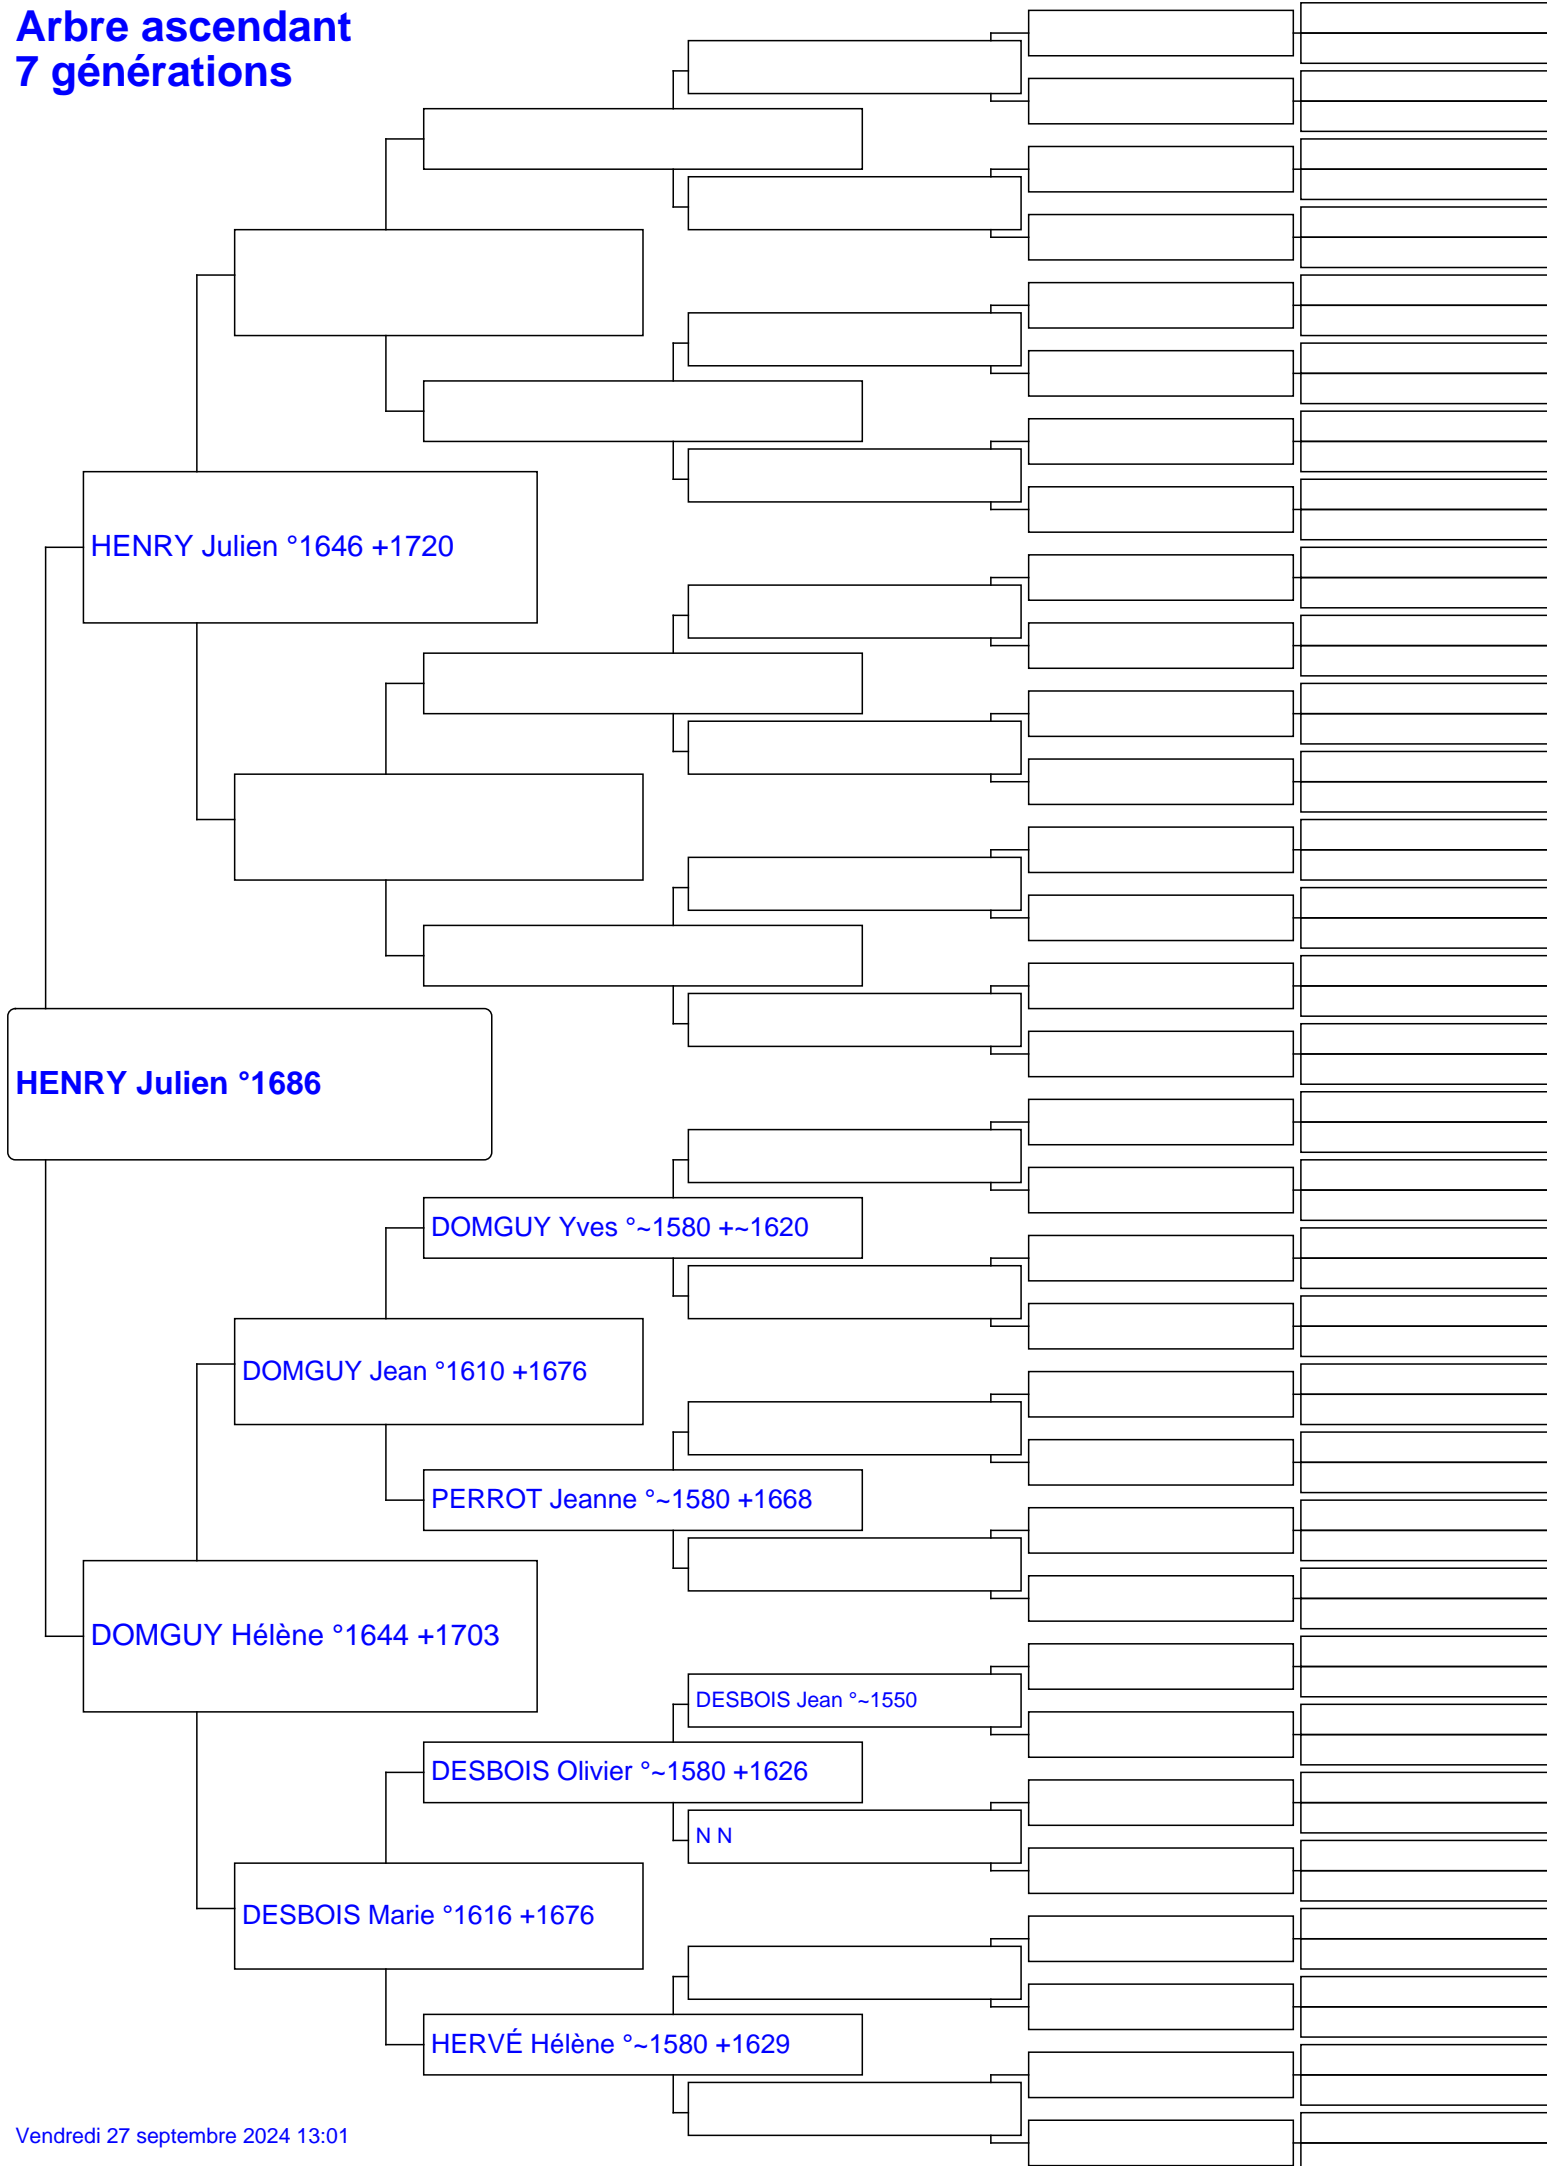 Arbre ascendant
7 générations
HENRY Julien °1646 +1720
HENRY Julien °1686
DOMGUY Yves °~1580 +~1620
DOMGUY Jean °1610 +1676
PERROT Jeanne °~1580 +1668
DOMGUY Hélène °1644 +1703
DESBOIS Jean °~1550
DESBOIS Olivier °~1580 +1626
N N
DESBOIS Marie °1616 +1676
HERVÉ Hélène °~1580 +1629
Vendredi 27 septembre 2024 13:01